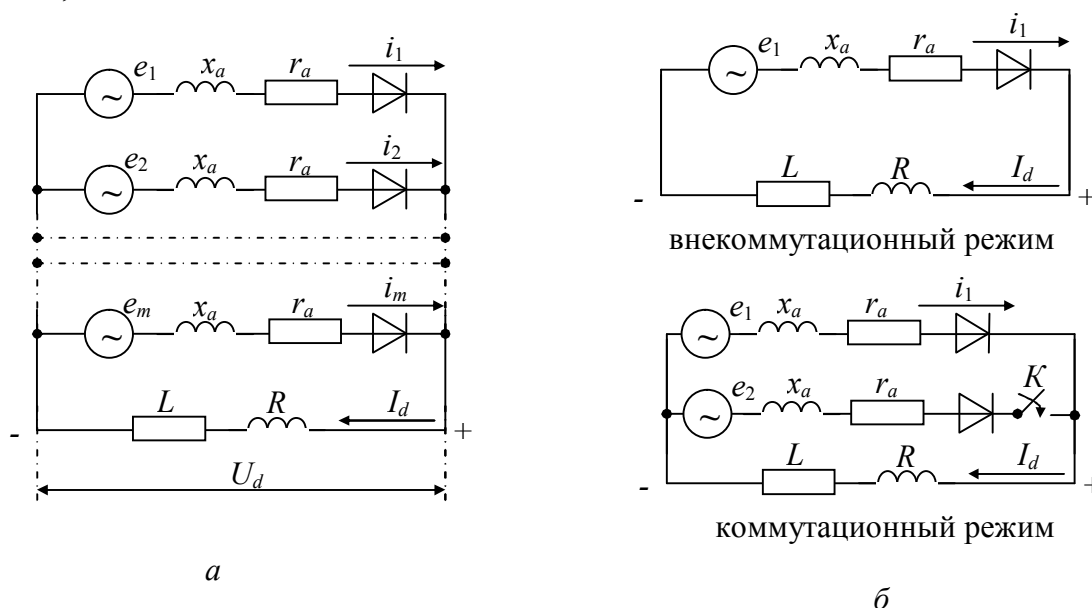 e1 xa ra i1
e2 xa ra i2
em xa ra im
L R Id
- +
Ud
а
e1 xa ra i1
L R Id
- +
внекоммутационный режим
e1 xa ra i1
e2 xa ra К
L R Id
- +
коммутационный режим
б